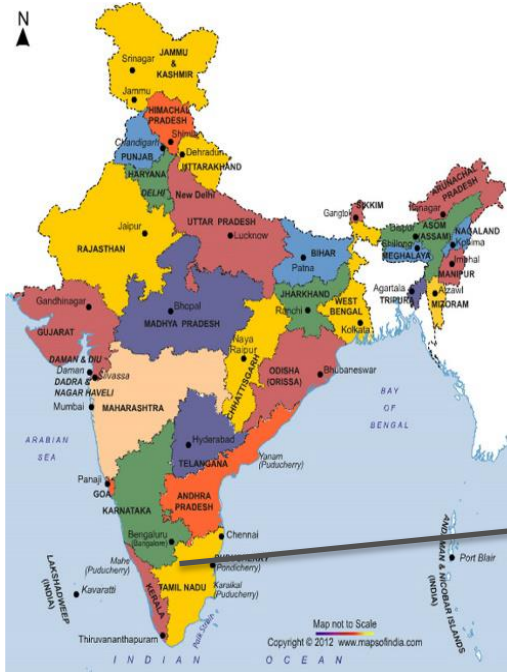 N
JAMMU
&
KASHMIR
Srinagar
Jammu
HIMACHAL
PRADESH
Shimla
Chandigarh
PUNJAB
Dehradun
UTTARAKHAND
HARYANA
DELHI
New Delhi
ARUNACHAL
PRADESH
SIKKIM
Gangtok
Itanagar
UTTAR PRADESH
Lucknow
Jaipur
RAJASTHAN
ASOM
(ASSAM)
Dispur
NAGALAND
Kohima
Shillong
MEGHALAYA
Imphal
MANIPUR
BIHAR
Patna
Agartala
TRIPURA
Aizawl
MIZORAM
Gandhinagar
GUJARAT
Bhopal
MADHYA PRADESH
JHARKHAND
Ranchi
WEST
BENGAL
Kolkata
Naya
Raipur
CHHATTISGARH
DAMAN & DIU
Daman
Silvassa
DADRA &
NAGAR HAVELI
Mumbai
MAHARASHTRA
ODISHA
(ORISSA)
Bhubaneswar
BAY
OF
BENGAL
ARABIAN
SEA
Hyderabad
TELANGANA
Yanam
(Puducherry)
Panaji
GOA
KARNATAKA
ANDHRA
PRADESH
Bengaluru
(Bangalore)
Chennai
Mahe
(Puducherry)
PUDUCHERRY
(Pondicherry)
TAMIL NADU
Karaikal
(Puducherry)
KERALA
LAKSHADWEEP
(INDIA)
Kavaratti
ANDAMAN & NICOBAR ISLANDS
(INDIA)
Port Blair
Thiruvananthapuram
Palk Strait
Map not to Scale
Copyright © 2012 www.mapsofindia.com
INDIAN OCEAN